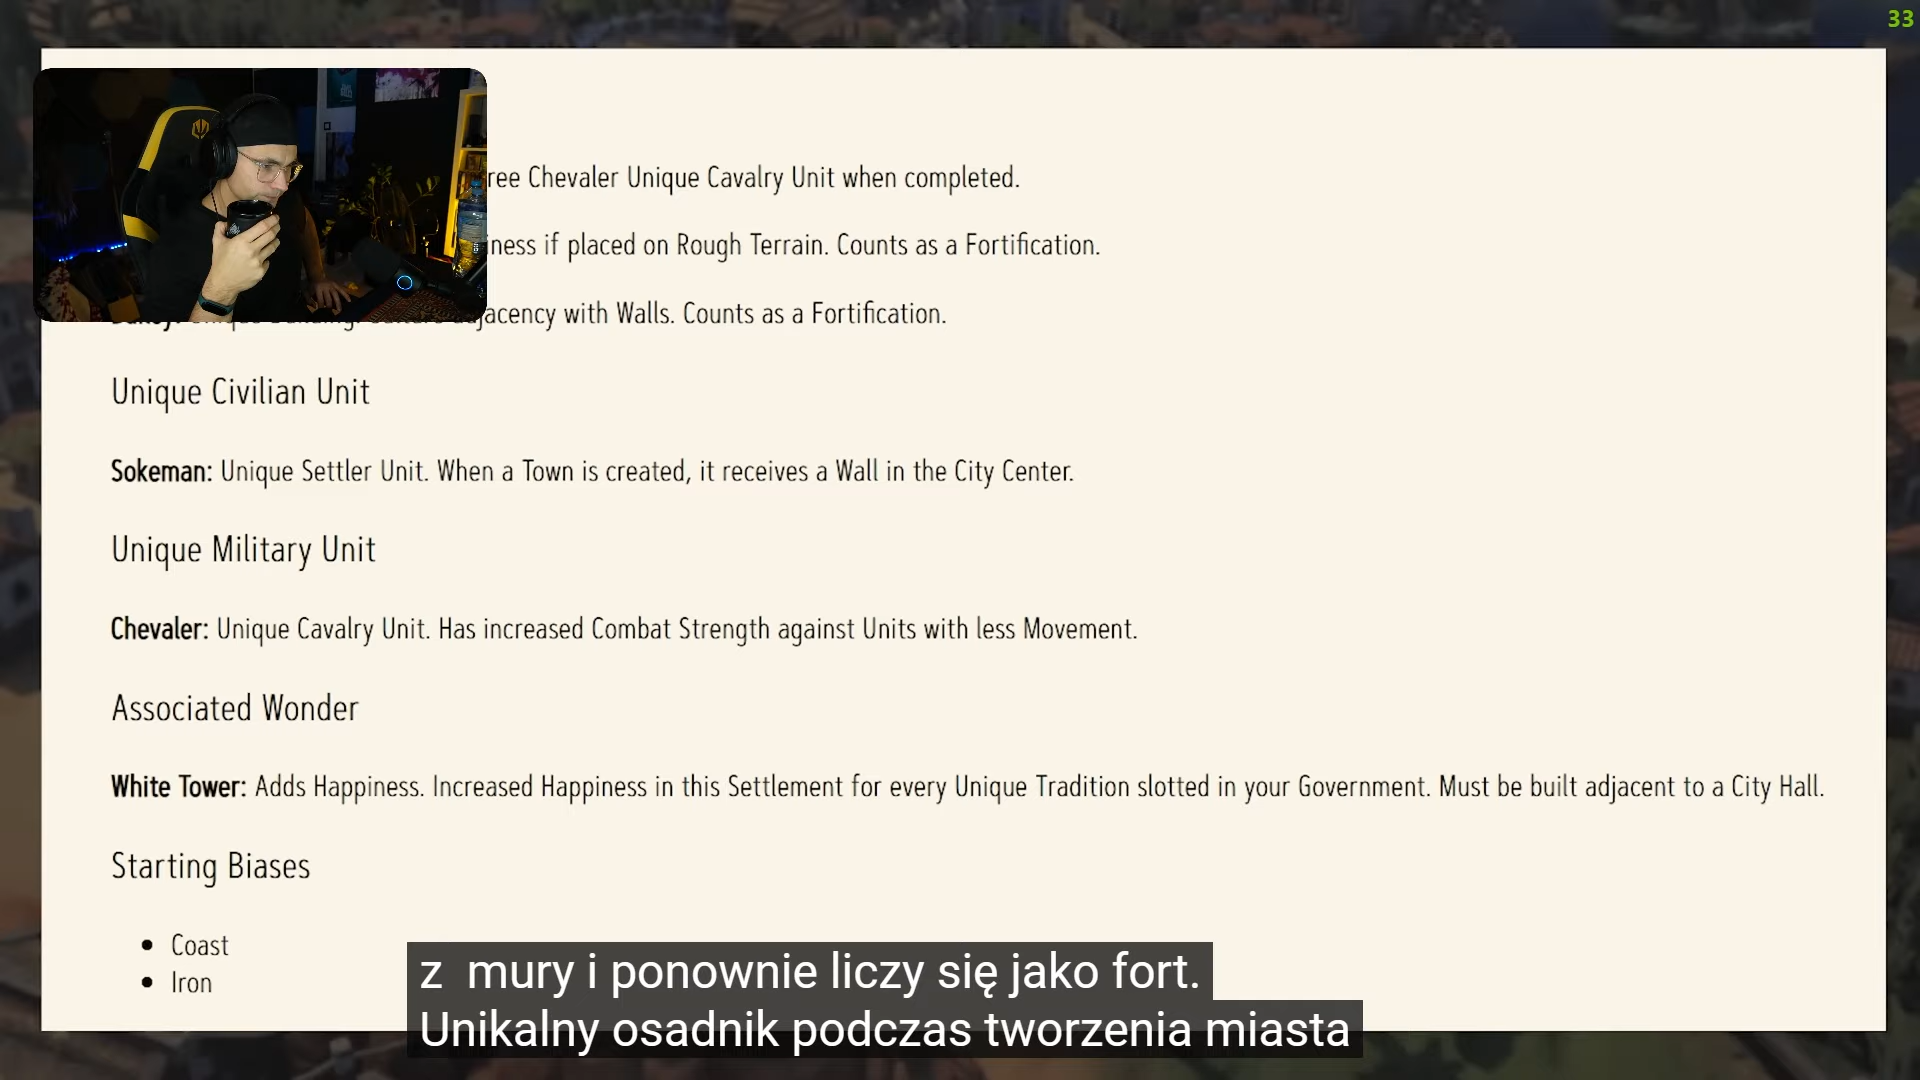 33
ree Chevaler Unique Cavalry Unit when completed.
iness if placed on Rough Terrain. Counts as a Fortification.
jacency with Walls. Counts as a Fortification.
Unique Civilian Unit
Sokeman: Unique Settler Unit. When a Town is created, it receives a Wall in the City Center.
Unique Military Unit
Chevaler: Unique Cavalry Unit. Has increased Combat Strength against Units with less Movement.
Associated Wonder
White Tower: Adds Happiness. Increased Happiness in this Settlement for every Unique Tradition slotted in your Government. Must be built adjacent to a City Hall.
Starting Biases
• Coast
• Iron
z mury i ponownie liczy się jako fort.
Unikalny osadnik podczas tworzenia miasta